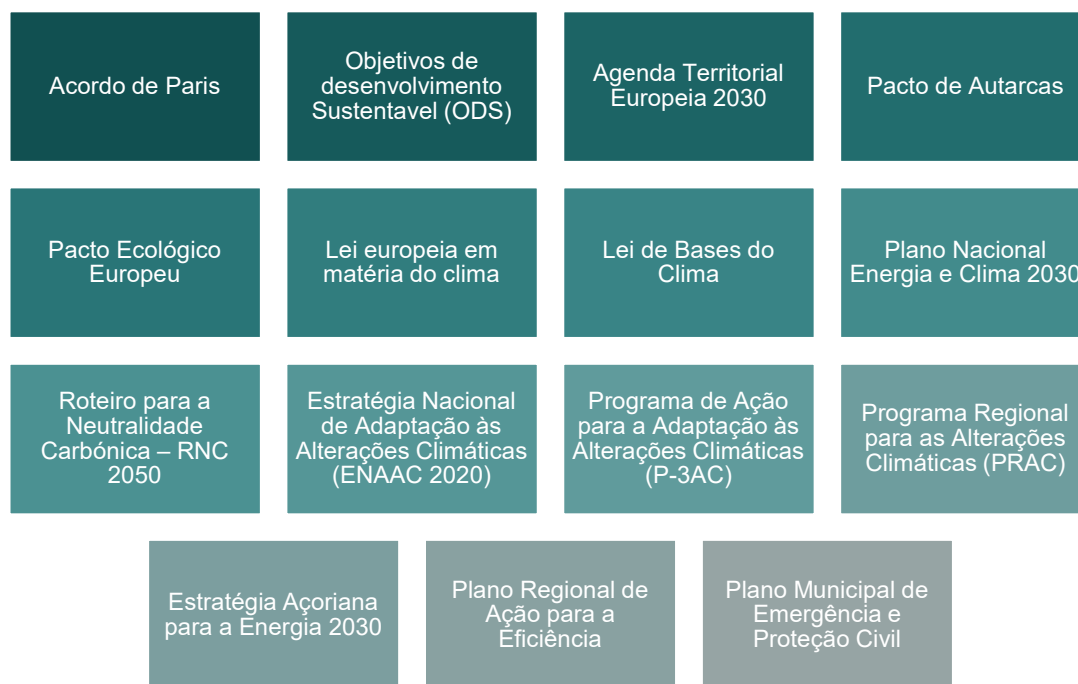 Acordo de Paris
Objetivos de
desenvolvimento
Sustentavel (ODS)
Agenda Territorial
Europeia 2030
Pacto de Autarcas
Pacto Ecológico
Europeu
Lei europeia em
matéria do clima
Lei de Bases do
Clima
Plano Nacional
Energia e Clima 2030
Roteiro para a
Neutralidade
Carbónica – RNC
2050
Estratégia Nacional
de Adaptação às
Alterações Climáticas
(ENAAC 2020)
Programa de Ação
para a Adaptação às
Alterações Climáticas
(P-3AC)
Programa Regional
para as Alterações
Climáticas (PRAC)
Estratégia Açoriana
para a Energia 2030
Plano Regional de
Ação para a
Eficiência
Plano Municipal de
Emergência e
Proteção Civil